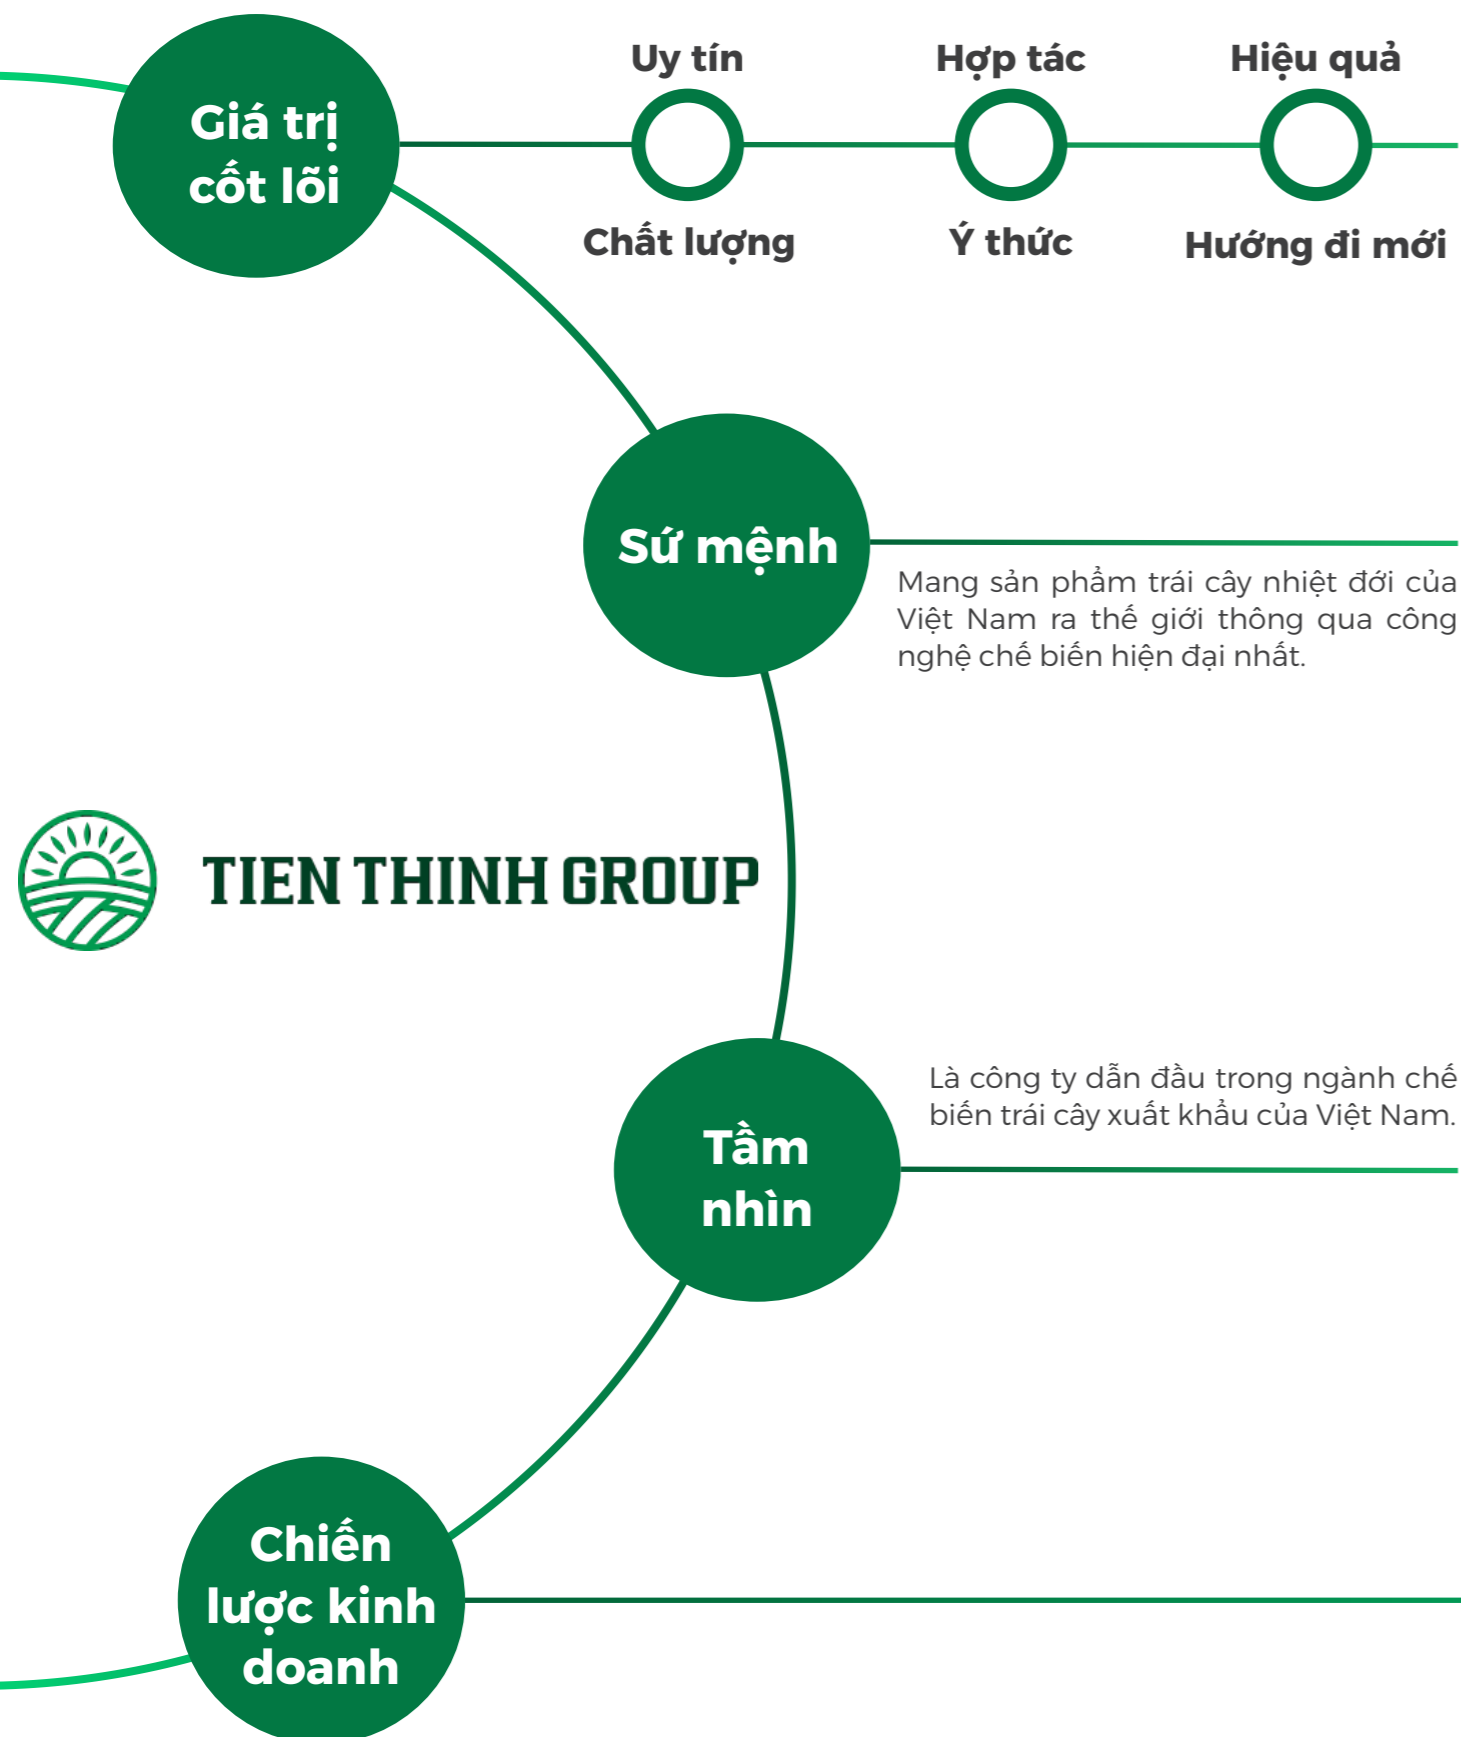 Giá trị
cốt lõi
Uy tín
Hợp tác
Hiệu quả
Chất lượng
Ý thức
Hướng đi mới
Sứ mệnh
Mang sản phẩm trái cây nhiệt đới của
Việt Nam ra thế giới thông qua công
nghệ chế biến hiện đại nhất.
TIEN THINH GROUP
Tầm
nhìn
Là công ty dẫn đầu trong ngành chế
biến trái cây xuất khẩu của Việt Nam.
Chiến
lược kinh
doanh